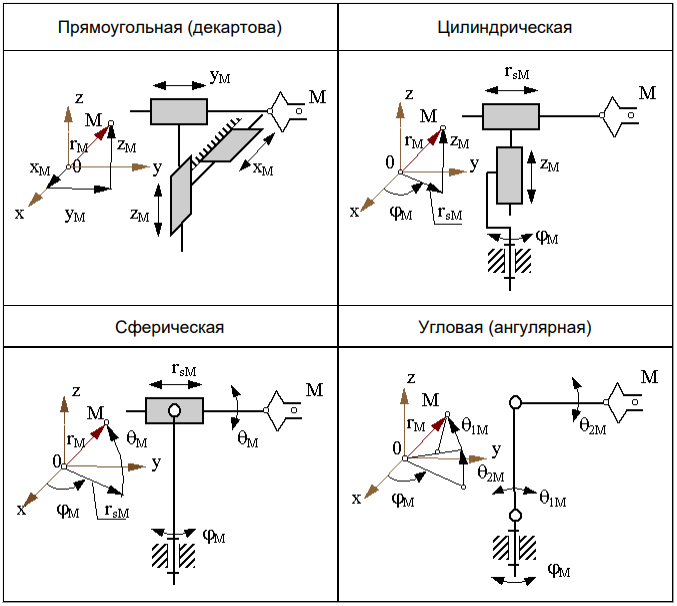 Прямоугольная (декартова)
Цилиндрическая
yM
z
M
M
rM
zM
xM
0
y
xM
x
yM
zM
rsM
z
M
M
rM
zM
0
y
zM
x
φM
rsM
φM
Сферическая
Угловая (ангулярная)
rsM
z
M
M
rM
θM
θM
0
y
x
φM
rsM
φM
z
M
M
rM
θ1M
θ2M
0
y
θ2M
x
φM
θ1M
φM